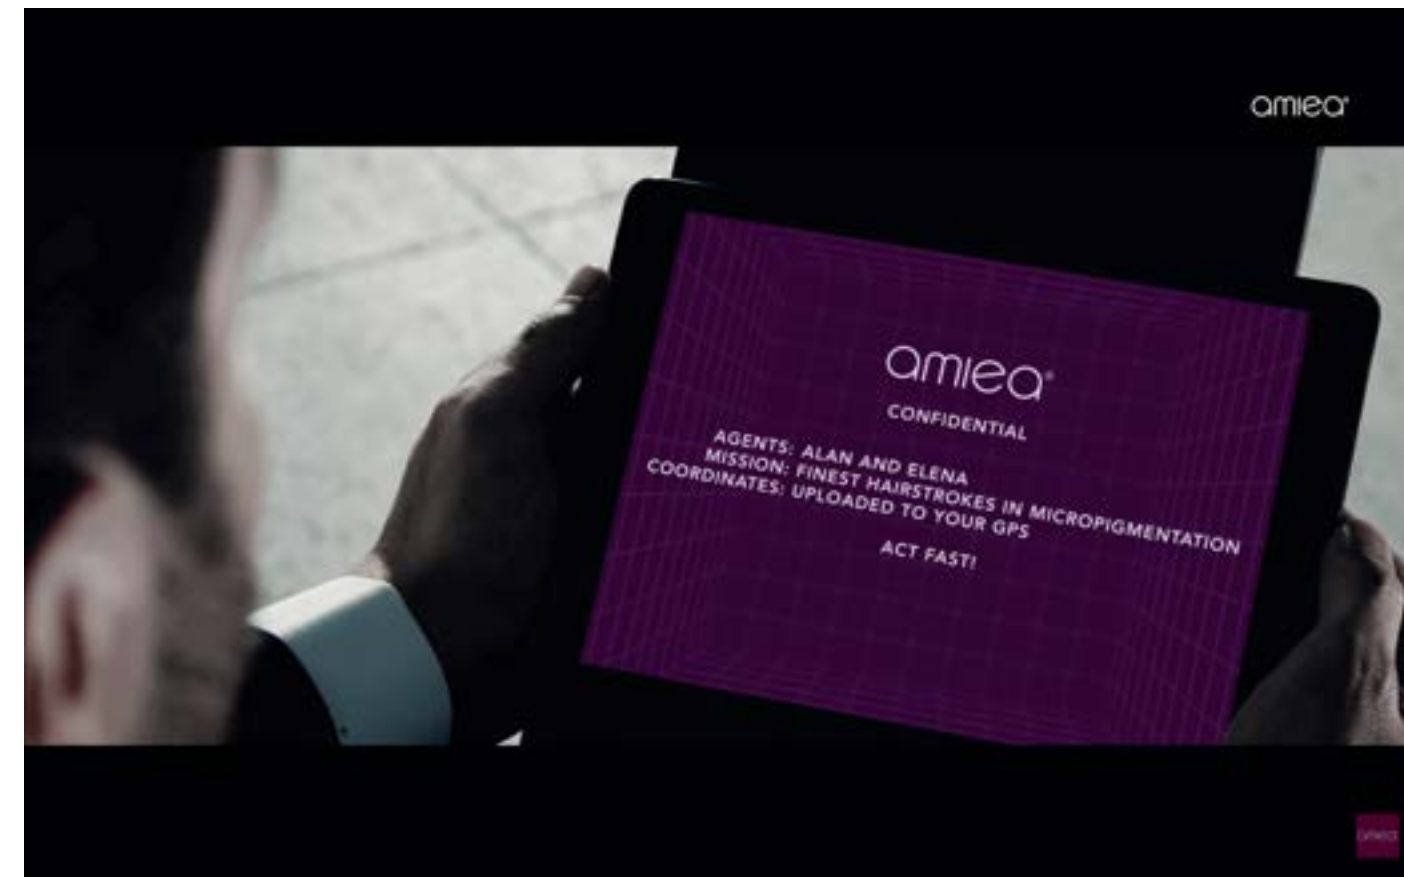 amiea®
amiea®
CONFIDENTIAL
AGENTS: ALAN AND ELENA
MISSION: FINEST HAIRSTROKES IN MICROPIGMENTATION
COORDINATES: UPLOADED TO YOUR GPS
ACT FAST!
amiea